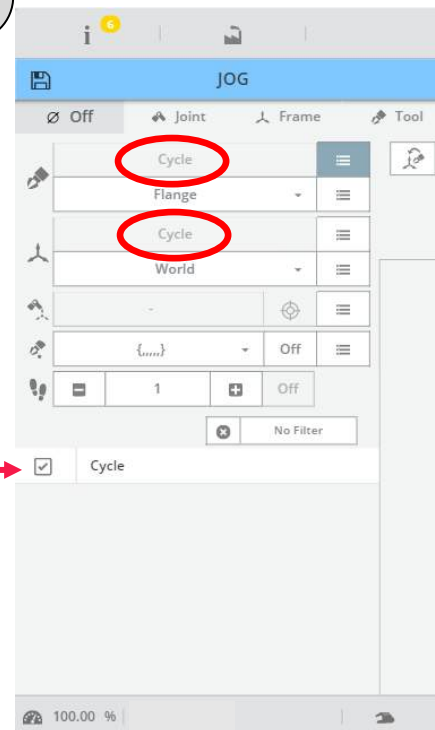 i 6
JOG
Ø Off Joint Frame Tool
Cycle
Flange
Cycle
World
-
{,,,,,} Off
1 Off
No Filter
Cycle
100.00 %